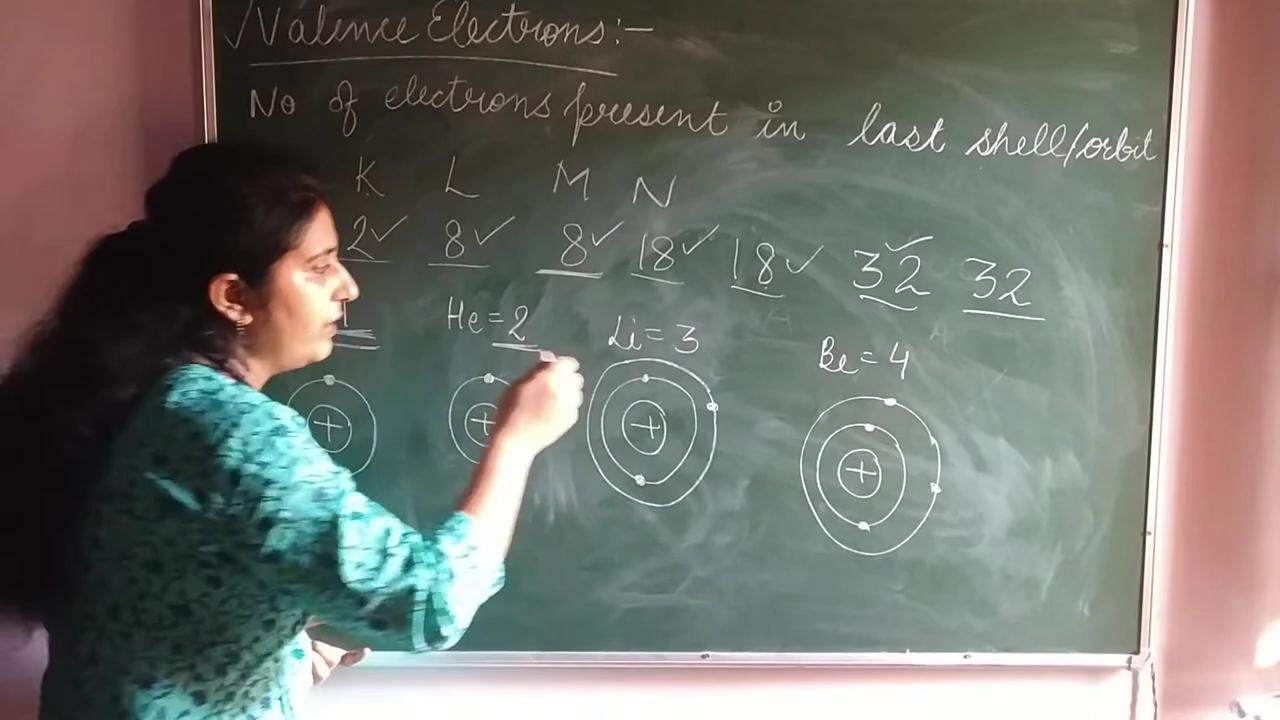 √Valence Electrons:-
No of electrons present in last shell/orbit
K L M N
2✓ 8✓ 8✓ 18✓ 18✓ 32✓ 32
1 He=2 Li=3 Be=4
+ + + +